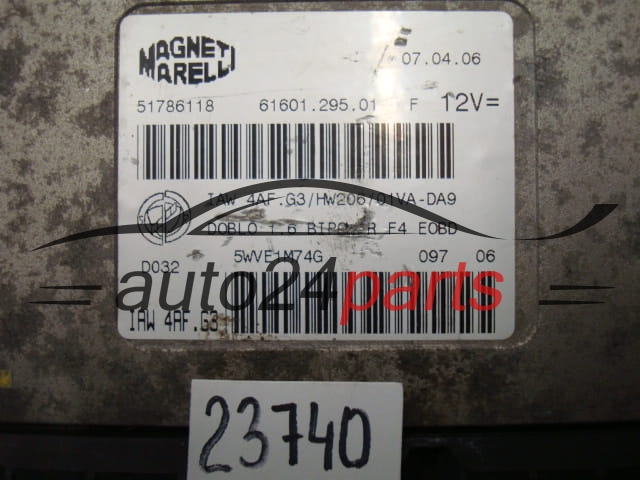 MAGNETI
MARELLI
07.04.06
51786118 61601.295.01 F 12V=
IAW 4AF.G3/HW206/01VA-DA9
DOBLO 1.6 BIPOWER F4 EOBD
5WVE1M74G 097 06
D032
auto24parts
IAW 4AF.G3
23740